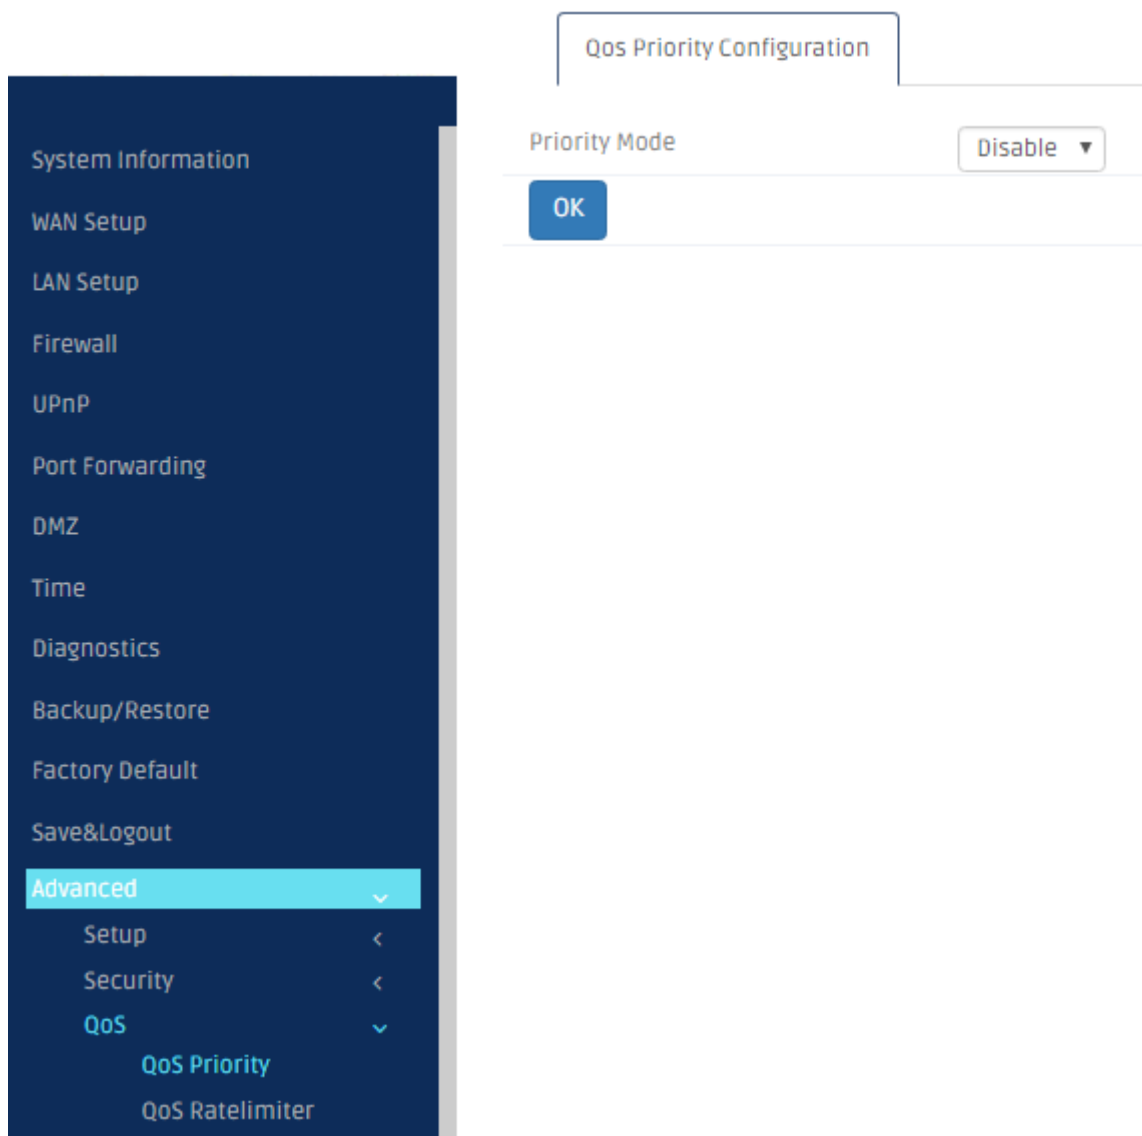 Qos Priority Configuration
Priority Mode
Disable
OK
System Information
WAN Setup
LAN Setup
Firewall
UPnP
Port Forwarding
DMZ
Time
Diagnostics
Backup/Restore
Factory Default
Save&Logout
Advanced
Setup
Security
QoS
QoS Priority
QoS Ratelimiter